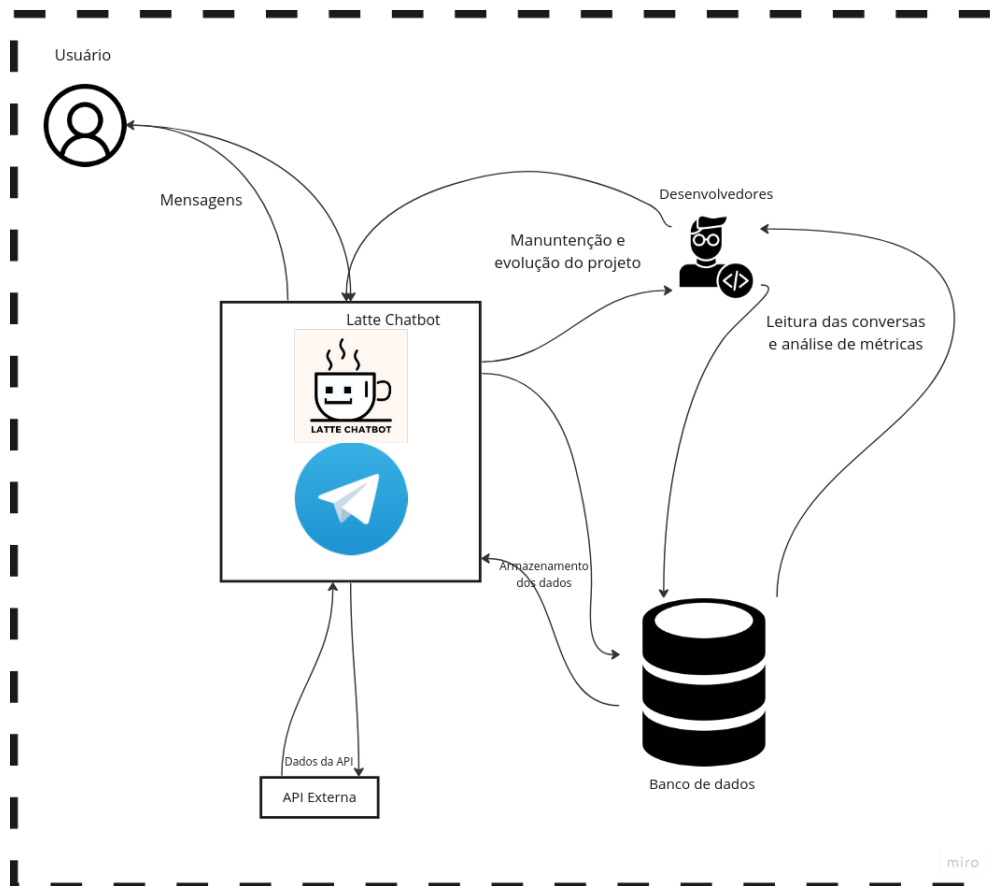 Usuário
Mensagens
Desenvolvedores
Manuntenção e
evolução do projeto
Leitura das conversas
e análise de métricas
Latte Chatbot
LATTE CHATBOT
Armazenamento
dos dados
Dados da API
API Externa
Banco de dados
miro